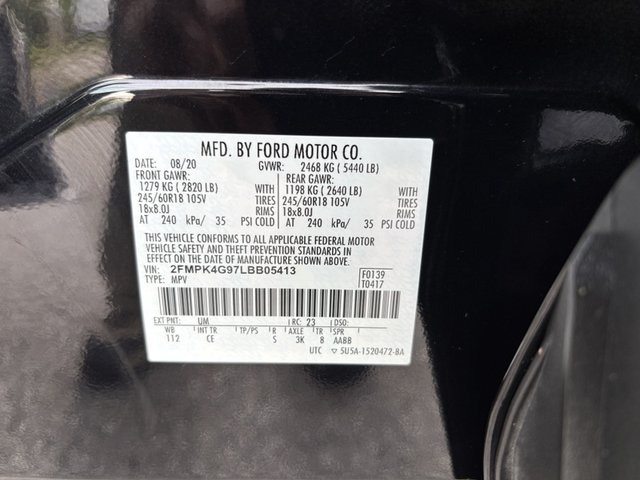 MFD. BY FORD MOTOR CO.
DATE: 08/20 GVWR: 2468 KG ( 5440 LB)
FRONT GAWR: REAR GAWR:
1279 KG ( 2820 LB) WITH 1198 KG ( 2640 LB) WITH
245/60R18 105V TIRES 245/60R18 105V TIRES
18x8.0J RIMS 18x8.0J RIMS
AT 240 kPa/ 35 PSI COLD AT 240 kPa/ 35 PSI COLD
THIS VEHICLE CONFORMS TO ALL APPLICABLE FEDERAL MOTOR
VEHICLE SAFETY AND THEFT PREVENTION STANDARDS IN
EFFECT ON THE DATE OF MANUFACTURE SHOWN ABOVE.
VIN: 2FMPK4G97LBB05413 F0139
TYPE: MPV T0417
EXT PNT: UM RC: 23 DSO:
WB INT TR TP/PS R AXLE TR SPR
112 CE S 3K 8 AABB
UTC ▽ 5U5A-1520472-BA